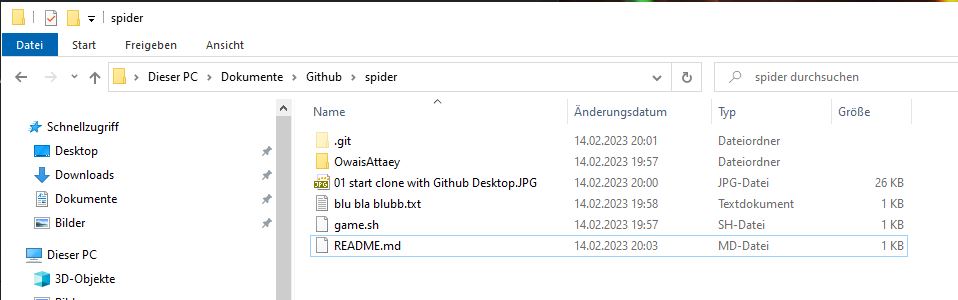 spider
Datei Start Freigeben Ansicht
Dieser PC Dokumente Github spider spider durchsuchen
Name Änderungsdatum Typ Größe
Schnellzugriff
Desktop
Downloads
Dokumente
Bilder
Dieser PC
3D-Objekte
.git 14.02.2023 20:01 Dateiordner
OwaisAttaey 14.02.2023 19:57 Dateiordner
JPG 01 start clone with Github Desktop.JPG 14.02.2023 20:00 JPG-Datei 26 KB
blu bla blubb.txt 14.02.2023 19:58 Textdokument 1 KB
game.sh 14.02.2023 19:57 SH-Datei 1 KB
README.md 14.02.2023 20:03 MD-Datei 1 KB